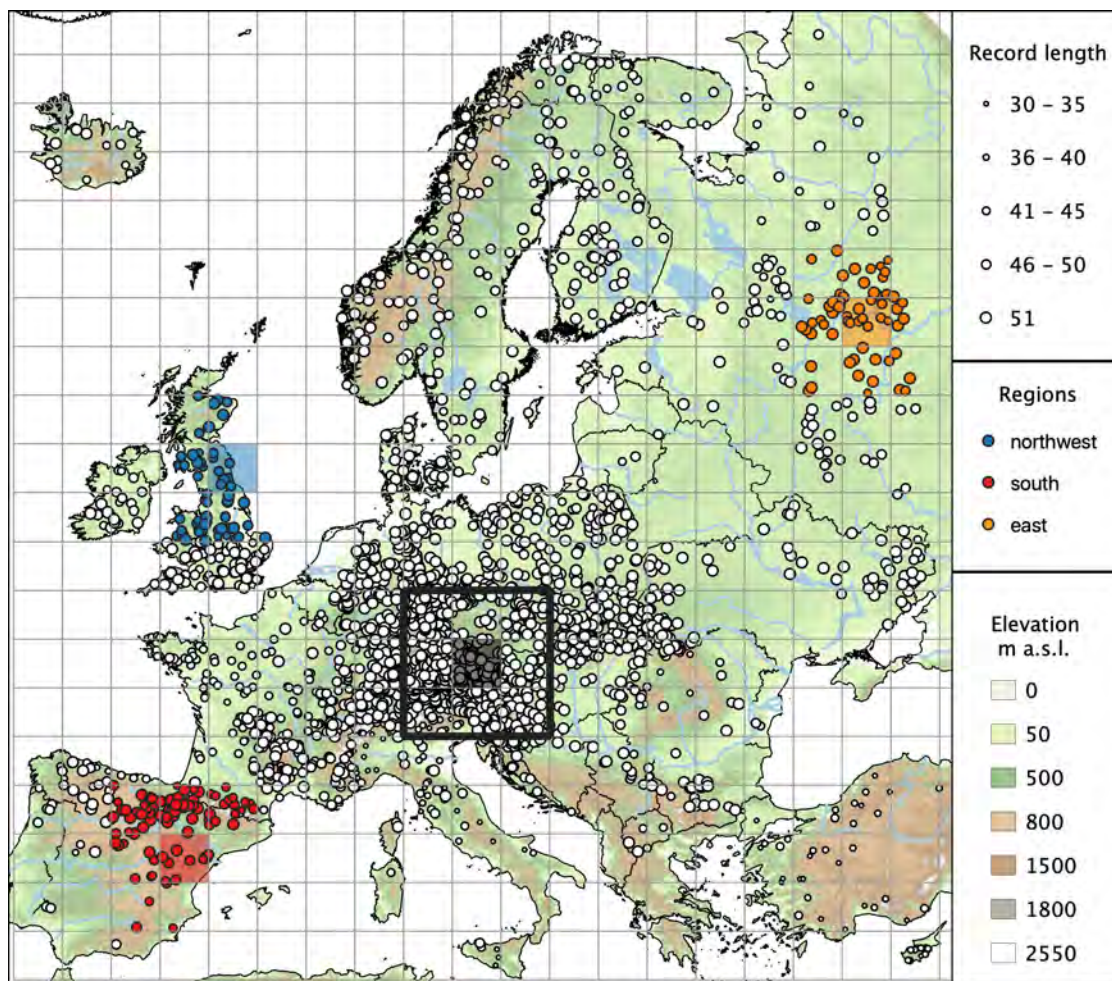 Record length
30 – 35
36 – 40
41 – 45
46 – 50
51
Regions
northwest
south
east
Elevation
m a.s.l.
0
50
500
800
1500
1800
2550